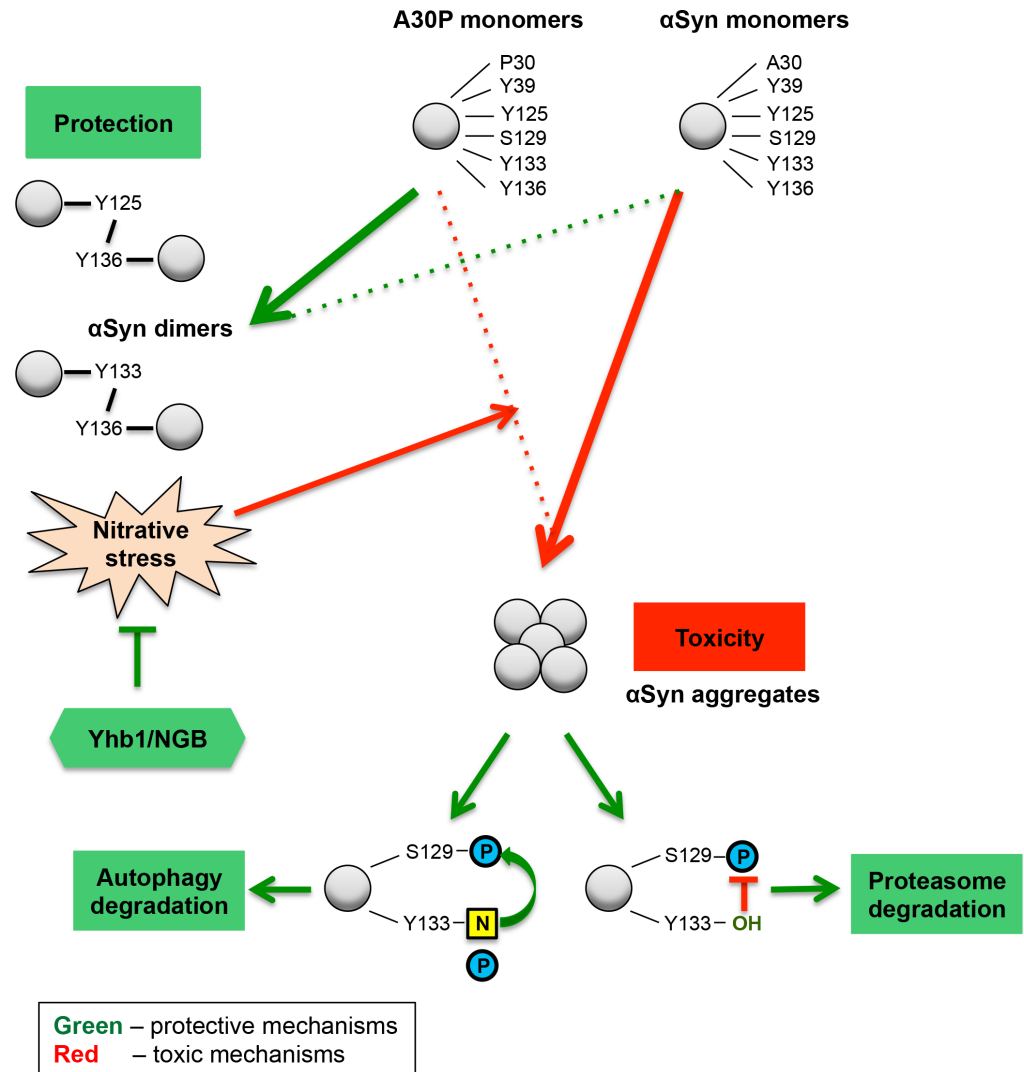 A30P monomers
αSyn monomers
P30
Y39
Y125
S129
Y133
Y136
A30
Y39
Y125
S129
Y133
Y136
Protection
Y125
Y136
αSyn dimers
Y133
Y136
Nitrative
stress
Yhb1/NGB
Toxicity
αSyn aggregates
S129
P
Y133
N
P
Autophagy
degradation
S129
P
Y133
OH
Proteasome
degradation
Green – protective mechanisms
Red – toxic mechanisms